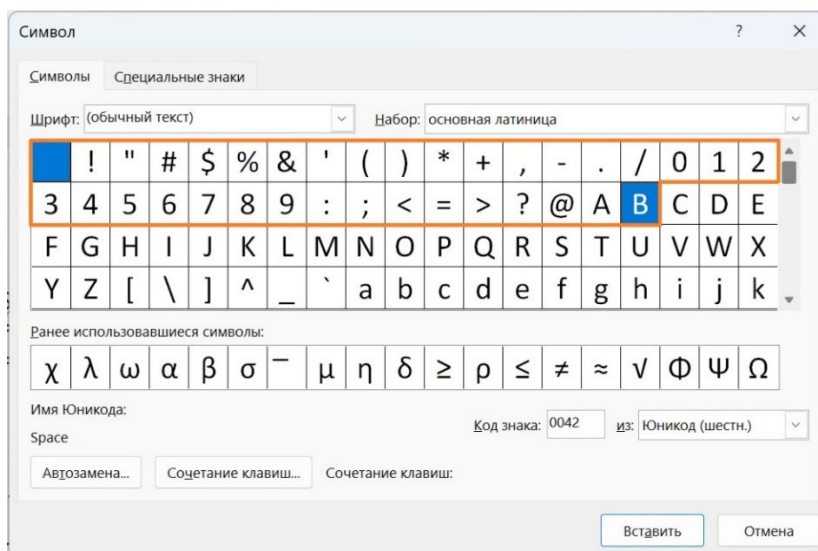 Символ ? ×
Символы Специальные знаки
Шрифт: (обычный текст) Набор: основная латиница
! " # $ % & ' ( ) * + , - . / 0 1 2
3 4 5 6 7 8 9 : ; < = > ? @ A B C D E
F G H I J K L M N O P Q R S T U V W X
Y Z [ \ ] ^ _ ` a b c d e f g h i j k
Ранее использовавшиеся символы:
χ λ ω α β σ ¯ μ η δ ≥ ρ ≤ ≠ ≈ √ Φ Ψ Ω
Имя Юникода:
Space
Код знака: 0042 из: Юникод (шестн.)
Автозамена... Сочетание клавиш... Сочетание клавиш:
Вставить Отмена